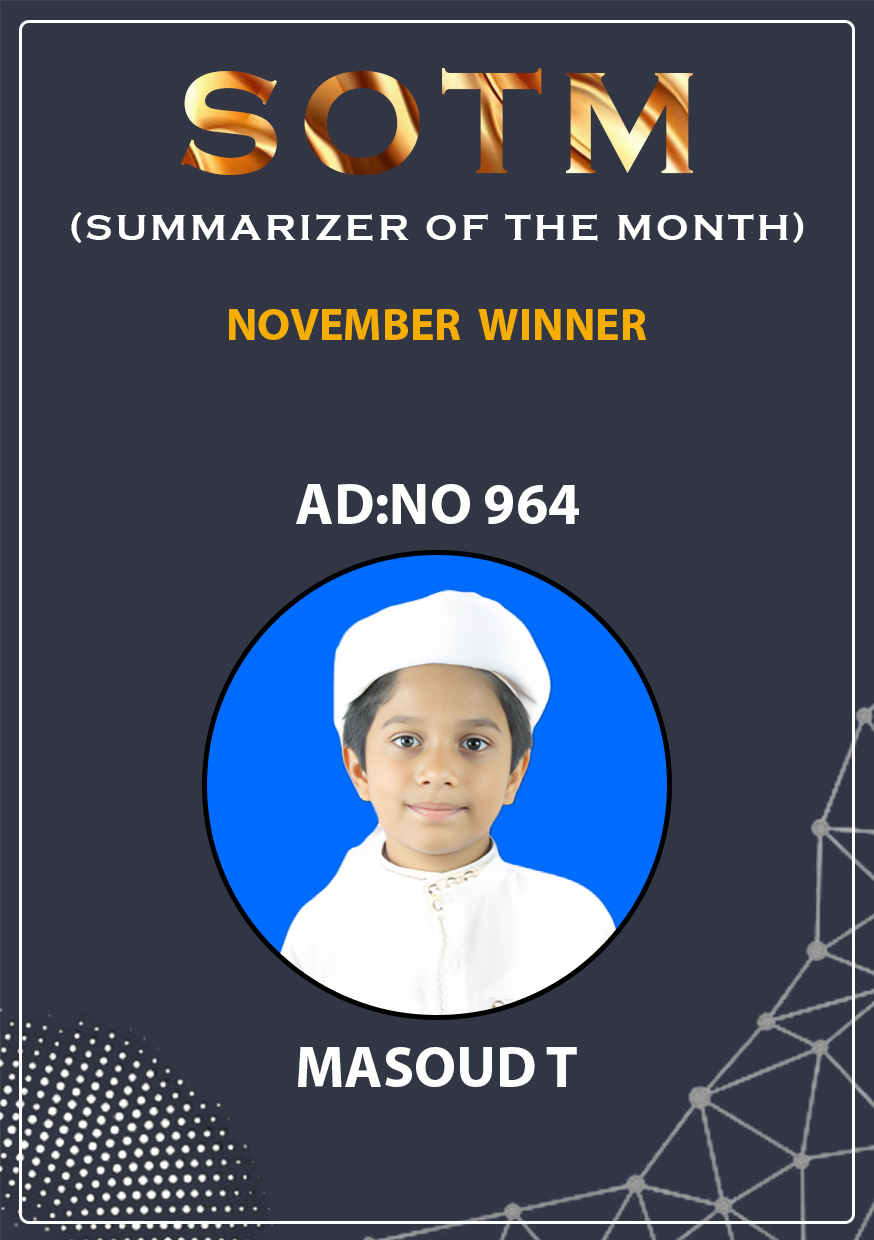 SOTM
(SUMMARIZER OF THE MONTH)
NOVEMBER WINNER
AD:NO 964
MASOUD T